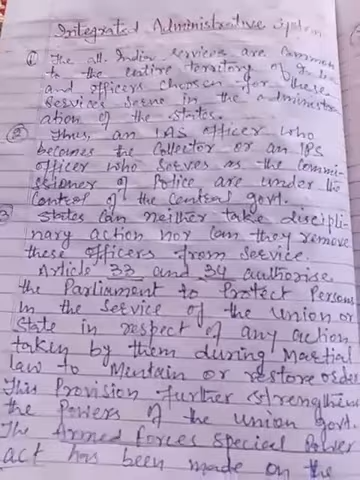 Integrated Administrative System
① The all-India services are common
to the entire territory of
and officers choosen for these
Services serve in the administr-
ation of the states.
② Thus, an IAS officer who
becomes the Collector or an IPS
officer who serves as the Commi-
ssioner of Police are under the
Control of the Central govt.
3 States Can neither take discipli-
nary action nor Can they remove
these officers from service.
Article 33 and 34 authorise
the Parliament to Protect Persons
in the Service of the Union or
State in respect of any action
taken by them during Martial
law to Mentain or restore order
This Provision further strengthens
the Powers of the union govt.
The Armed forces Special Power
act has been made on the